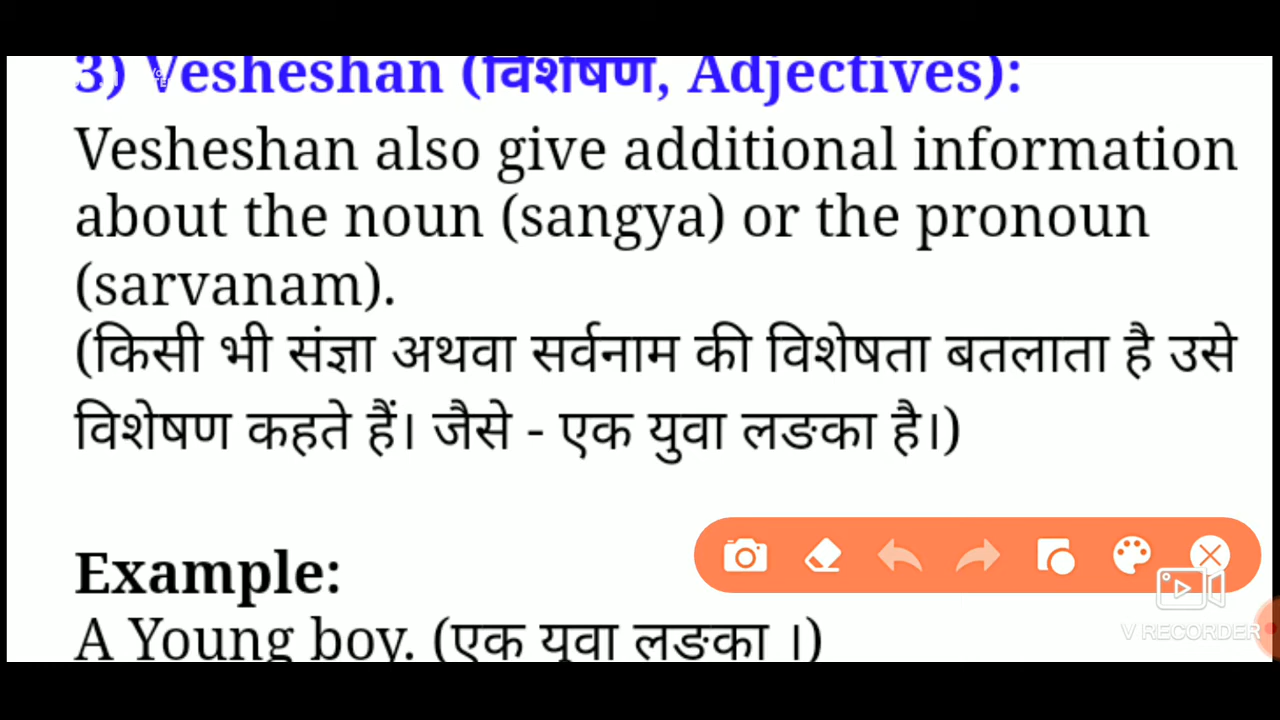 3) Vesheshan (विशेषण, Adjectives):
Vesheshan also give additional information
about the noun (sangya) or the pronoun
(sarvanam).
(किसी भी संज्ञा अथवा सर्वनाम की विशेषता बतलाता है उसे
विशेषण कहते हैं। जैसे - एक युवा लङका है।)
Example:
V RECORDER
A Young boy. (एक युवा लङका ।)